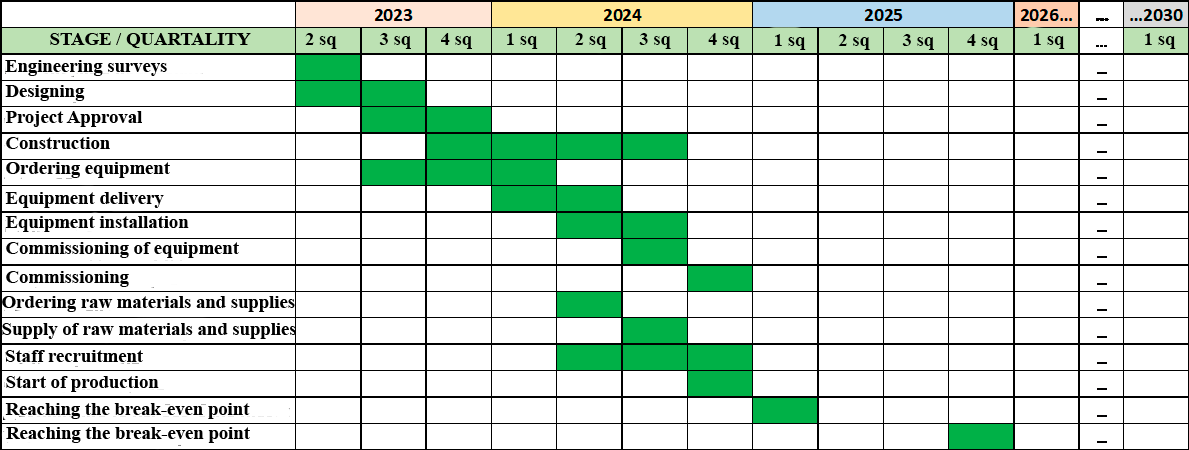 2023 2024 2025 2026... ... ...2030
STAGE / QUARTALITY 2 sq 3 sq 4 sq 1 sq 2 sq 3 sq 4 sq 1 sq 2 sq 3 sq 4 sq 1 sq ... 1 sq
Engineering surveys –
Designing –
Project Approval –
Construction –
Ordering equipment –
Equipment delivery –
Equipment installation –
Commissioning of equipment –
Commissioning –
Ordering raw materials and supplies –
Supply of raw materials and supplies –
Staff recruitment –
Start of production –
Reaching the break-even point –
Reaching the break-even point –